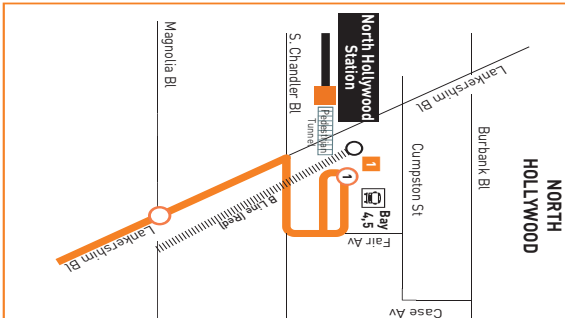 NORTH
HOLLYWOOD
Burbank Bl
Lankershim Bl
Cumpston St
Case Av
Fair Av
Bay
4,5
1
1
North Hollywood
Station
Pedestrian
Tunnel
S. Chandler Bl
B Line (Red)
Magnolia Bl
Lankershim Bl